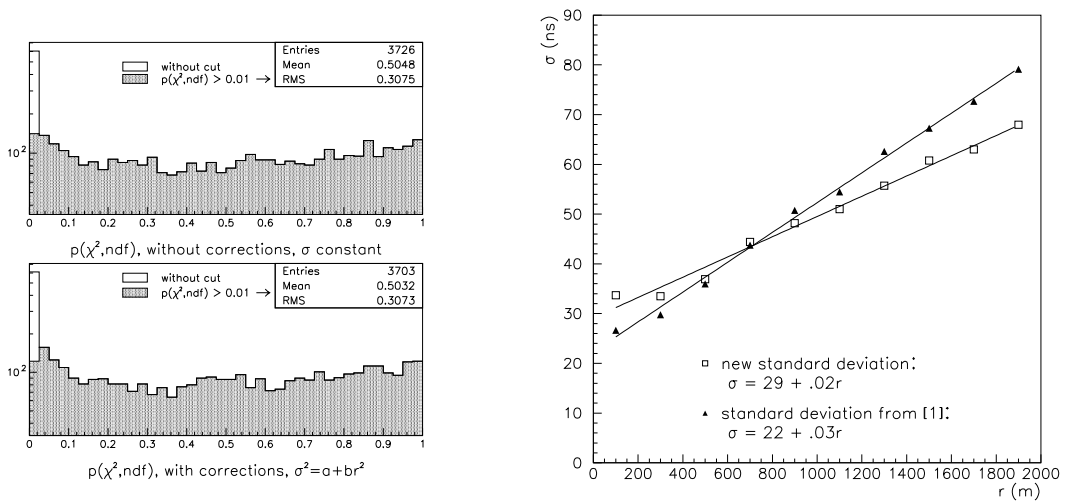 Entries 3726
Mean 0.5048
RMS 0.3075
without cut
p(χ²,ndf) > 0.01
10²
0 0.1 0.2 0.3 0.4 0.5 0.6 0.7 0.8 0.9 1
p(χ²,ndf), without corrections, σ constant
Entries 3703
Mean 0.5032
RMS 0.3073
without cut
p(χ²,ndf) > 0.01
10²
0 0.1 0.2 0.3 0.4 0.5 0.6 0.7 0.8 0.9 1
p(χ²,ndf), with corrections, σ²=a+br²
σ (ns)
90
80
70
60
50
40
30
20
10
0
new standard deviation:
σ = 29 + .02r
standard deviation from [1]:
σ = 22 + .03r
0 200 400 600 800 1000 1200 1400 1600 1800 2000
r (m)